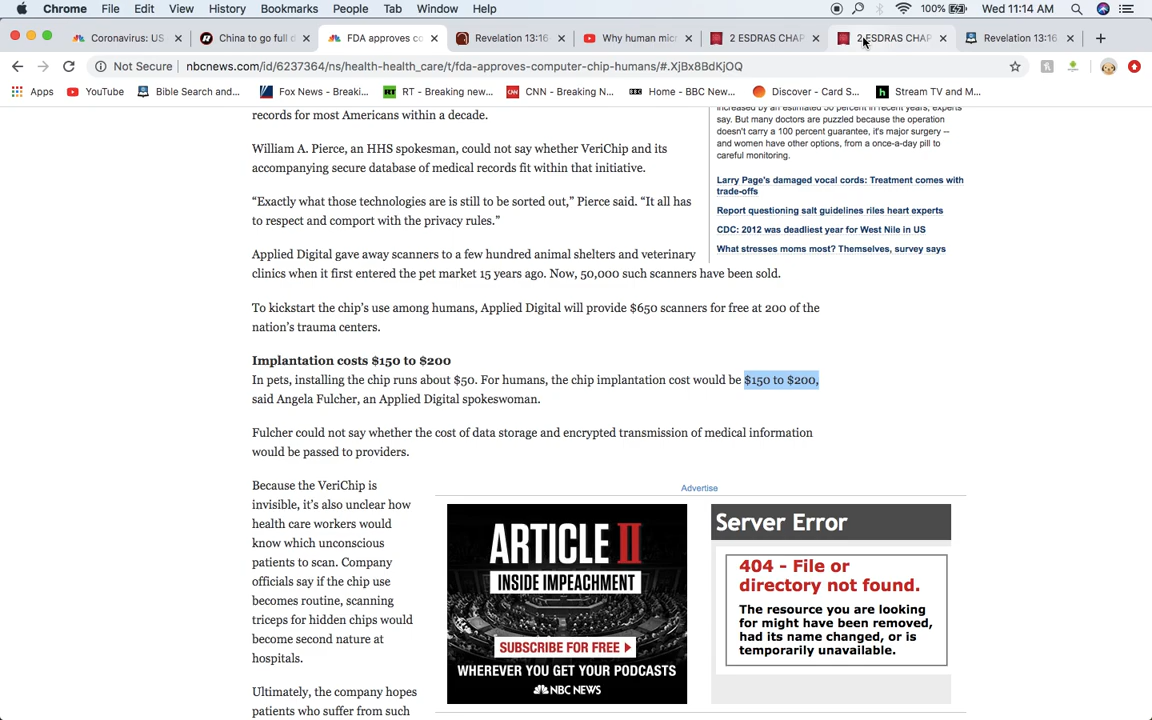 Chrome File Edit View History Bookmarks People Tab Window Help 100% Wed 11:14 AM
Coronavirus: US China to go full d FDA approves co Revelation 13:16 Why human mic 2 ESDRAS CHAP 2 ESDRAS CHAP Revelation 13:16
Not Secure nbcnews.com/id/6237364/ns/health-health_care/t/fda-approves-computer-chip-humans/#.XjBx8BdKjOQ
Apps YouTube Bible Search and... Fox News - Breaki... RT - Breaking new... CNN - Breaking N... Home - BBC New... Discover - Card S... Stream TV and M...
records for most Americans within a decade.
William A. Pierce, an HHS spokesman, could not say whether VeriChip and its
accompanying secure database of medical records fit within that initiative.
“Exactly what those technologies are is still to be sorted out,” Pierce said. “It all has
to respect and comport with the privacy rules.”
Applied Digital gave away scanners to a few hundred animal shelters and veterinary
clinics when it first entered the pet market 15 years ago. Now, 50,000 such scanners have been sold.
To kickstart the chip’s use among humans, Applied Digital will provide $650 scanners for free at 200 of the
nation’s trauma centers.
Implantation costs $150 to $200
In pets, installing the chip runs about $50. For humans, the chip implantation cost would be $150 to $200,
said Angela Fulcher, an Applied Digital spokeswoman.
Fulcher could not say whether the cost of data storage and encrypted transmission of medical information
would be passed to providers.
Because the VeriChip is
invisible, it’s also unclear how
health care workers would
know which unconscious
patients to scan. Company
officials say if the chip use
becomes routine, scanning
triceps for hidden chips would
become second nature at
hospitals.
Ultimately, the company hopes
patients who suffer from such
increased by an estimated 50 percent in recent years, experts
say. But many doctors are puzzled because the operation
doesn't carry a 100 percent guarantee, it's major surgery --
and women have other options, from a once-a-day pill to
careful monitoring.
Larry Page's damaged vocal cords: Treatment comes with
trade-offs
Report questioning salt guidelines riles heart experts
CDC: 2012 was deadliest year for West Nile in US
What stresses moms most? Themselves, survey says
Advertise
ARTICLE II
INSIDE IMPEACHMENT
SUBSCRIBE FOR FREE
WHEREVER YOU GET YOUR PODCASTS
NBC NEWS
Server Error
404 - File or
directory not found.
The resource you are looking
for might have been removed,
had its name changed, or is
temporarily unavailable.